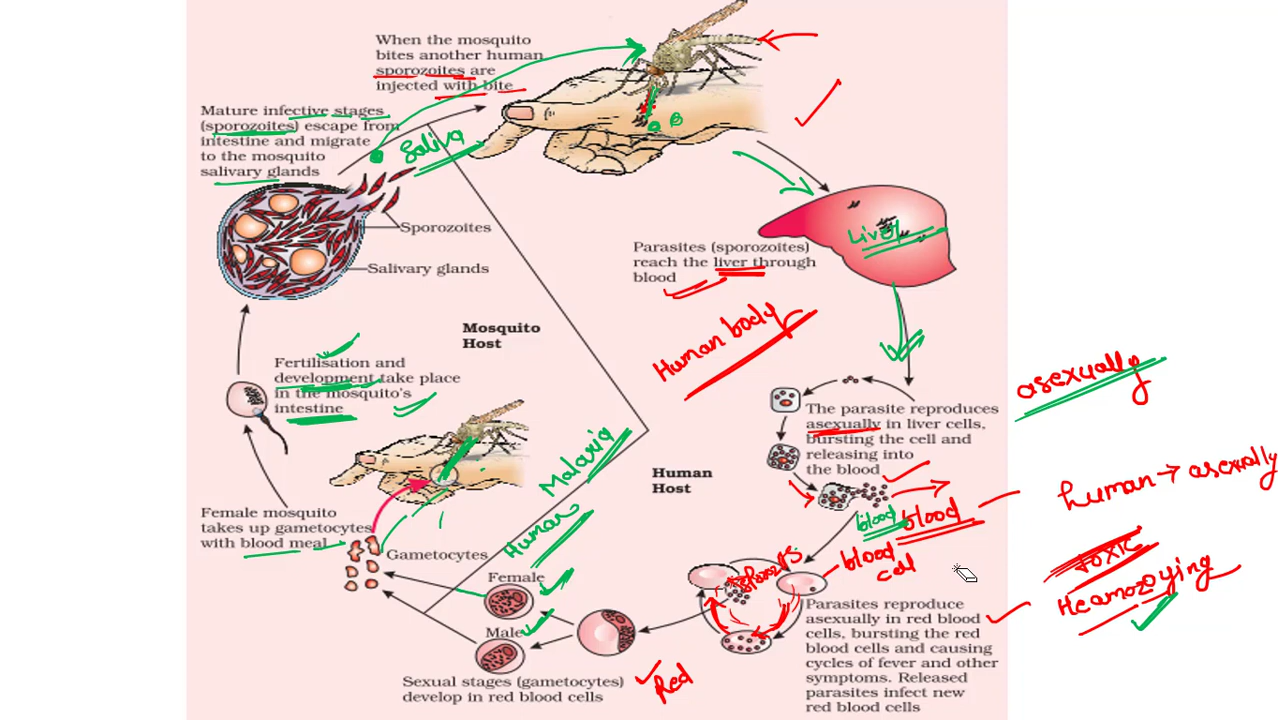 When the mosquito
bites another human
sporozoites are
injected with bite
Mature infective stages
(sporozoites) escape from
intestine and migrate
to the mosquito
salivary glands
Saliva
Sporozoites
Salivary glands
Liver
Parasites (sporozoites)
reach the liver through
blood
Human body
Mosquito
Host
Fertilisation and
development take place
in the mosquito's
intestine
asexually
The parasite reproduces
asexually in liver cells,
bursting the cell and
releasing into
the blood
Malaria
Human
Human
Host
human → asexually
blood blood
Female mosquito
takes up gametocytes
with blood meal
Gametocytes
blood
cell
Toxic
Heamozoying
Female
Male
Parasites reproduce
asexually in red blood
cells, bursting the red
blood cells and causing
cycles of fever and other
symptoms. Released
parasites infect new
red blood cells
Sexual stages (gametocytes)
develop in red blood cells
Red